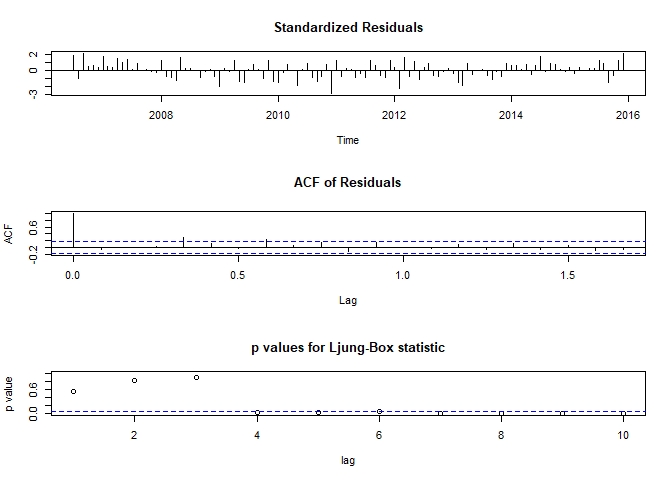 Standardized Residuals
2
0
-3
2008 2010 2012 2014 2016
Time
ACF of Residuals
ACF
0.6
-0.2
0.0 0.5 1.0 1.5
Lag
p values for Ljung-Box statistic
p value
0.6
0.0
2 4 6 8 10
lag